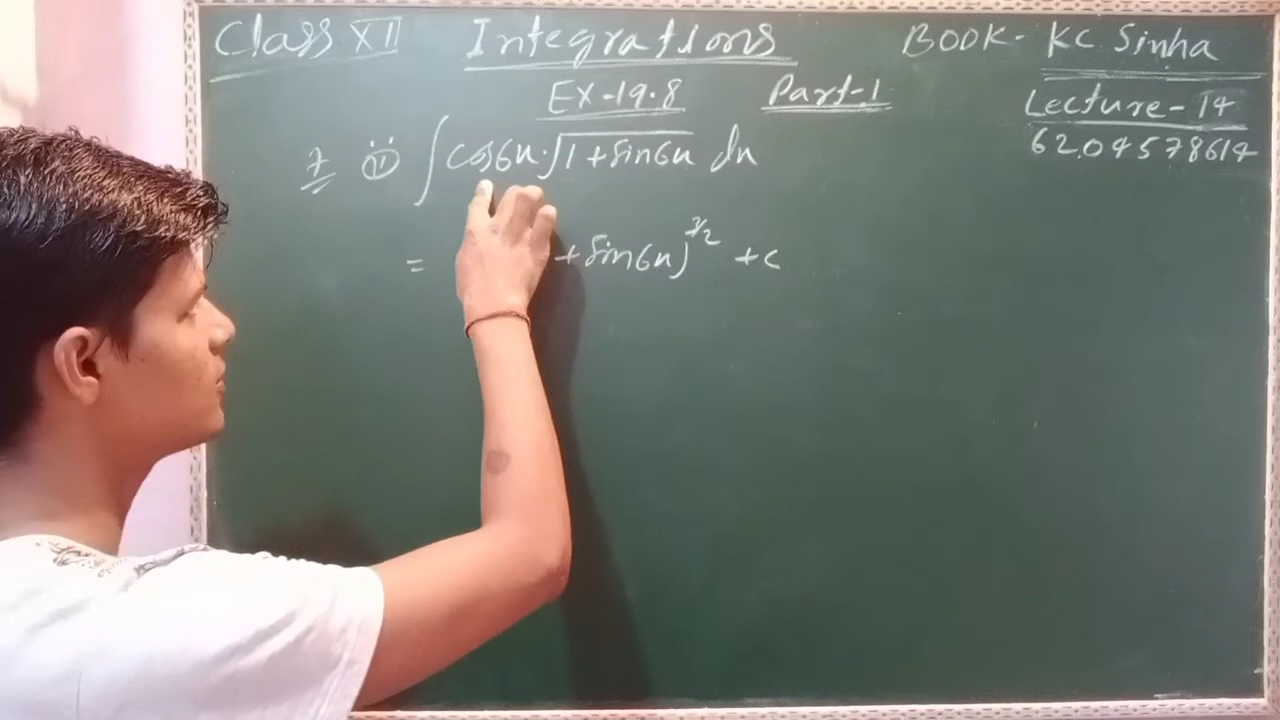 Class XII Integrations BOOK- KC Sinha
EX-19.8 Part-1 Lecture-14
6204578614
7 (ii) ∫ cos6x.√1+sin6x dx
= +sin6x)^3/2 +c